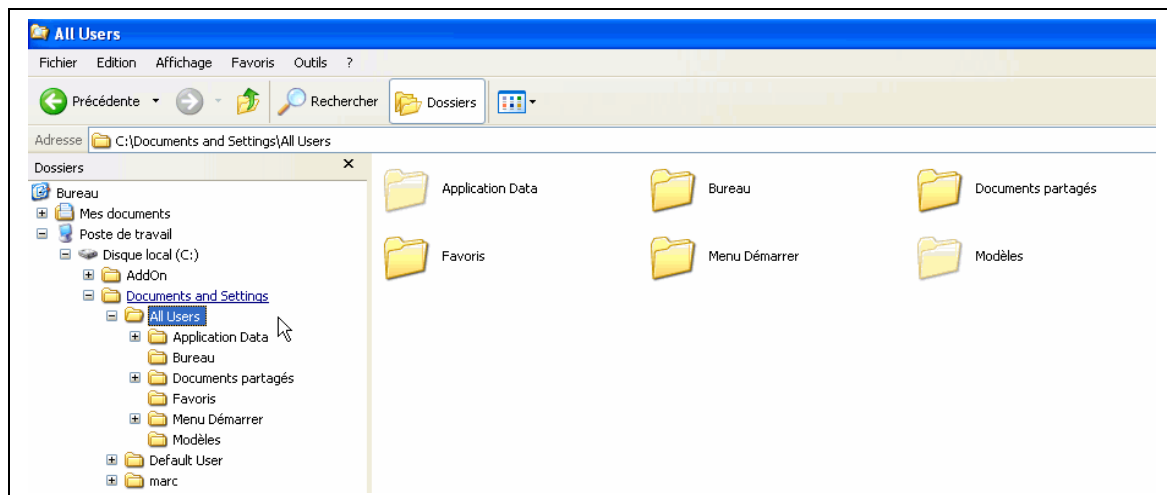 All Users
Fichier Edition Affichage Favoris Outils ?
Précédente Rechercher Dossiers
Adresse C:\Documents and Settings\All Users
Dossiers
Bureau
Mes documents
Poste de travail
Disque local (C:)
AddOn
Documents and Settings
All Users
Application Data
Bureau
Documents partagés
Favoris
Menu Démarrer
Modèles
Default User
marc
Application Data Bureau Documents partagés
Favoris Menu Démarrer Modèles